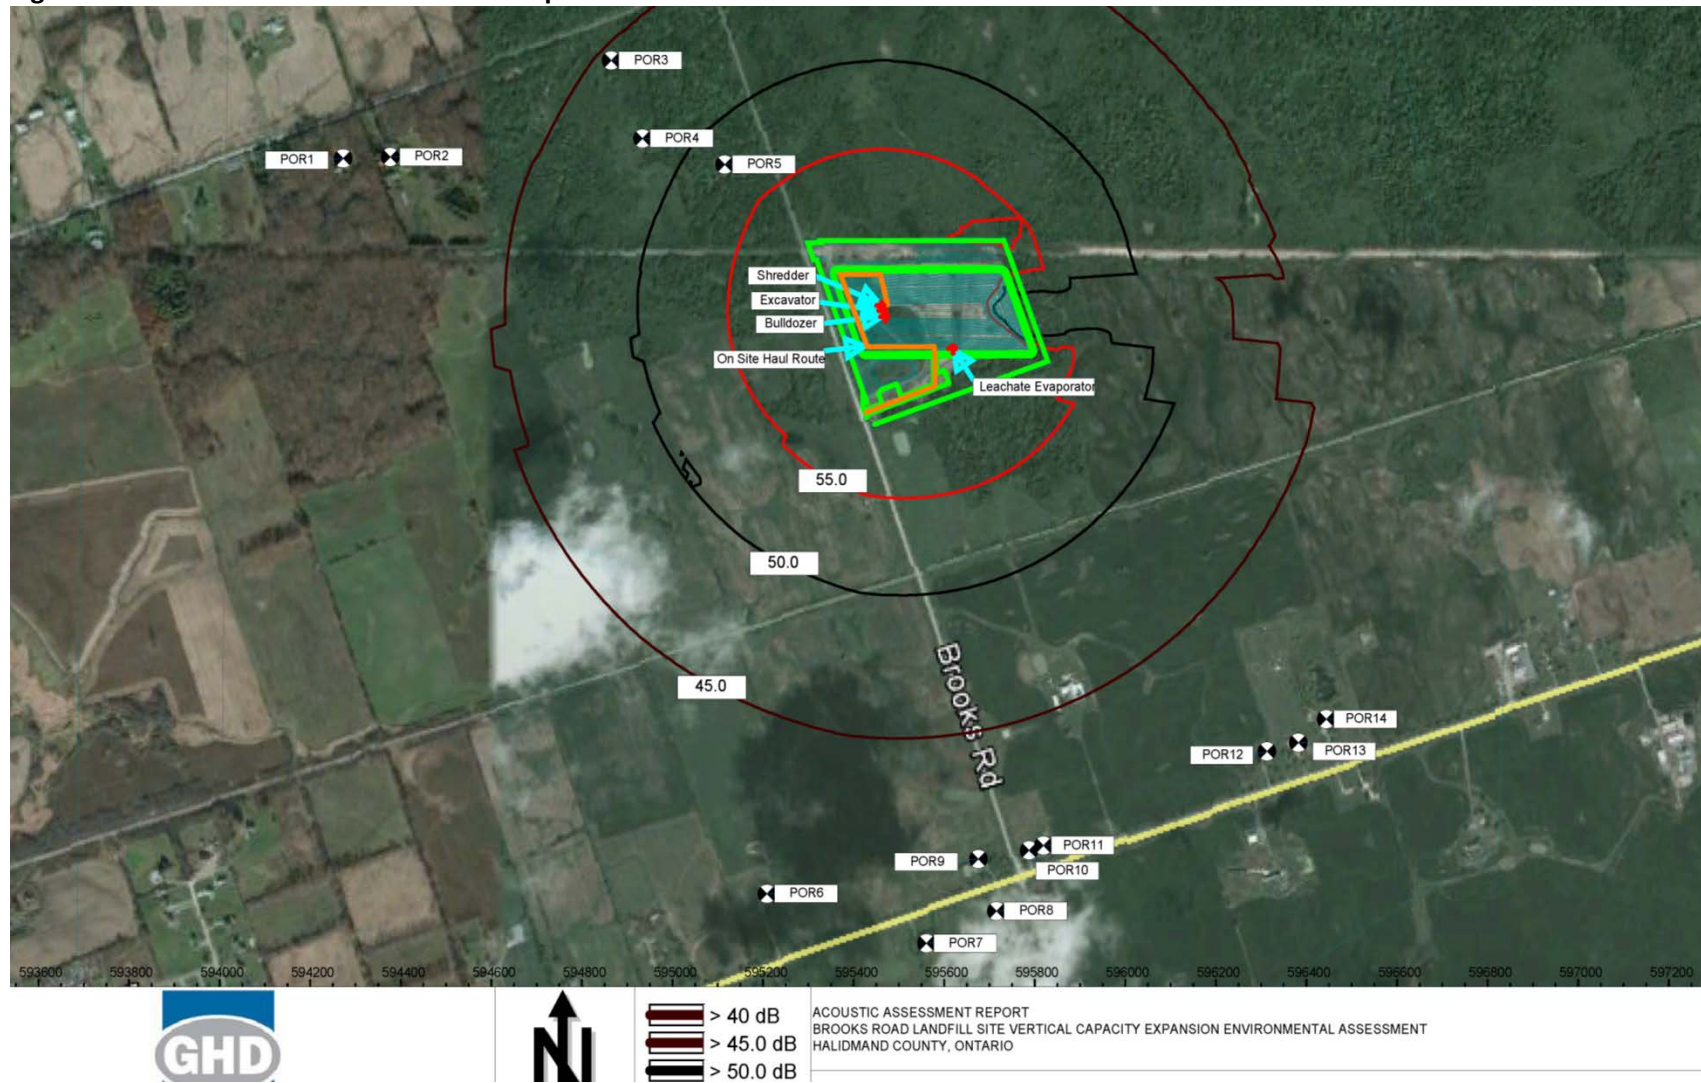 POR3
POR4
POR1
POR2
POR5
Shredder
Excavator
Bulldozer
On Site Haul Route
Leachate Evaporator
55.0
50.0
45.0
Brooks Rd
POR14
POR12
POR13
POR11
POR9
POR10
POR6
POR8
POR7
593600 593800 594000 594200 594400 594600 594800 595000 595200 595400 595600 595800 596000 596200 596400 596600 596800 597000 597200
GHD
N
> 40 dB
> 45.0 dB
> 50.0 dB
ACOUSTIC ASSESSMENT REPORT
BROOKS ROAD LANDFILL SITE VERTICAL CAPACITY EXPANSION ENVIRONMENTAL ASSESSMENT
HALIDMAND COUNTY, ONTARIO